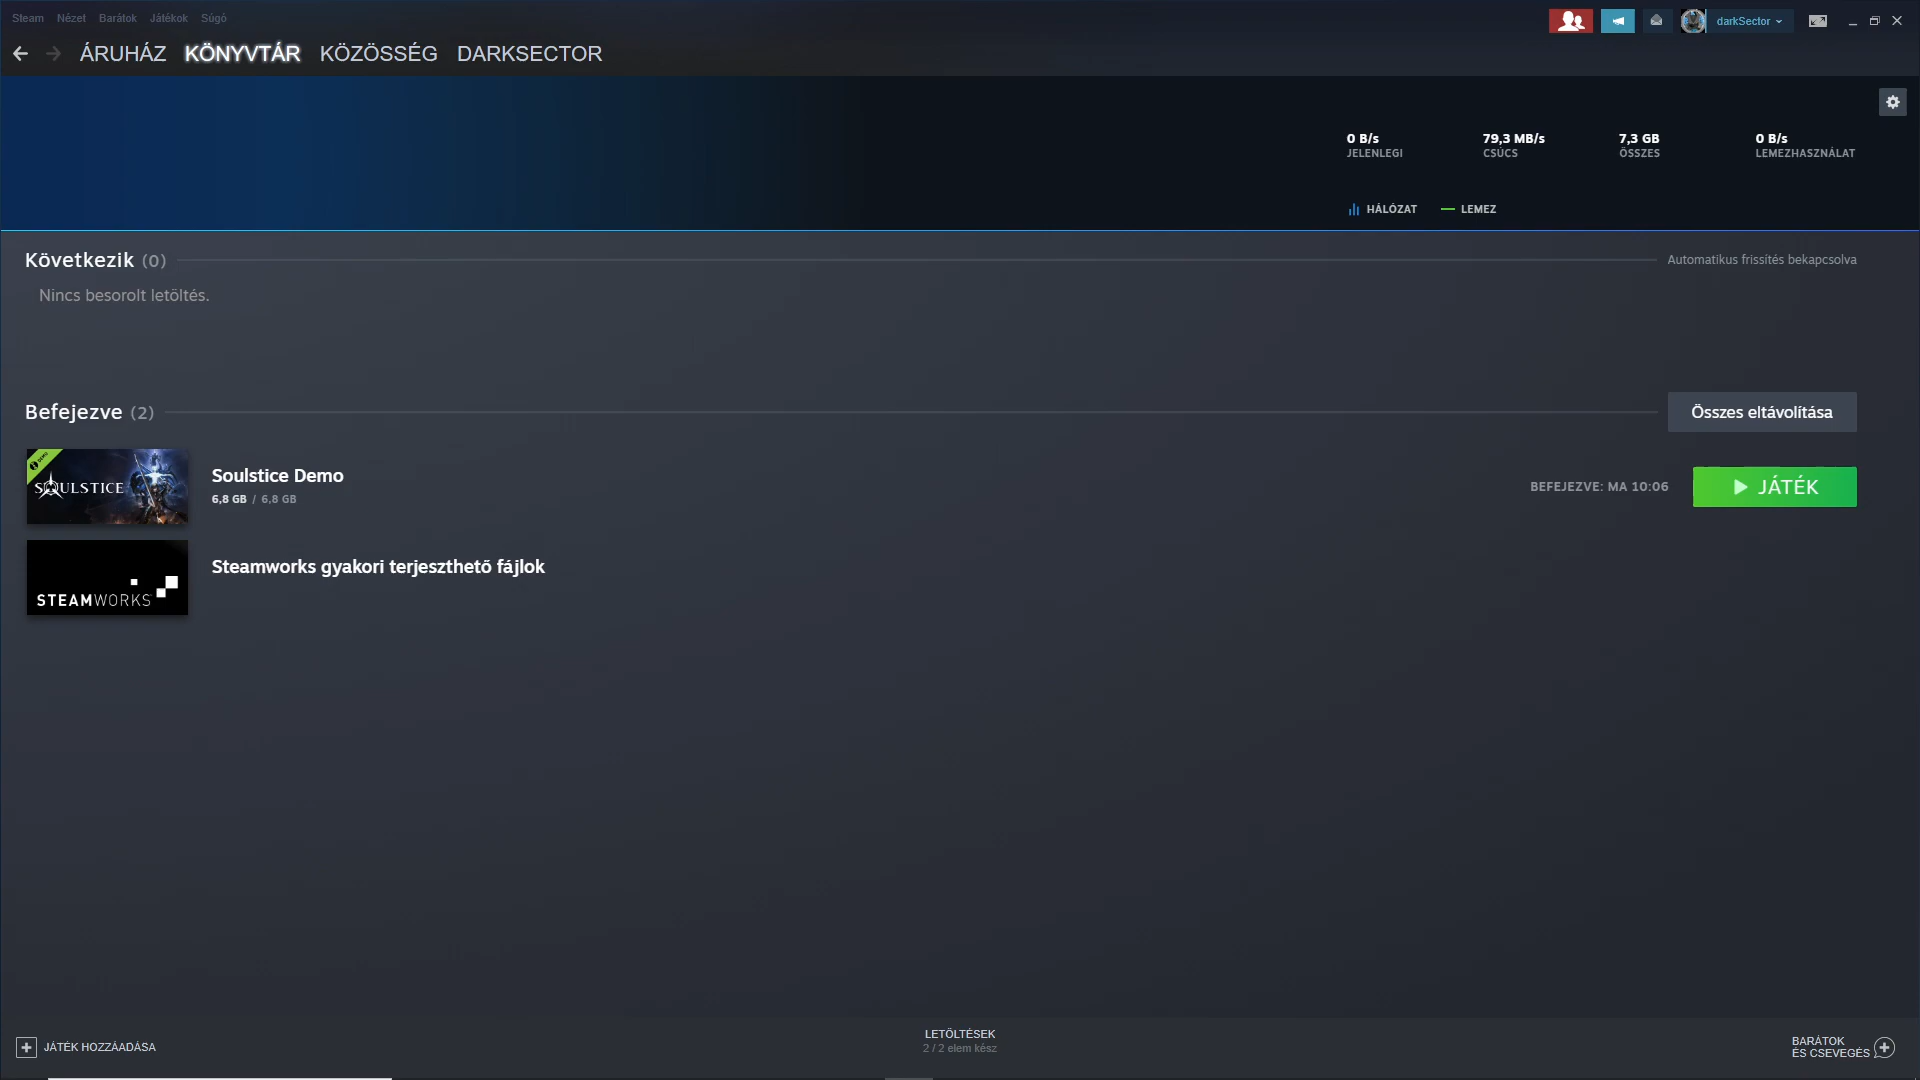 Steam Nézet Barátok Játékok Súgó
darkSector
ÁRUHÁZ KÖNYVTÁR KÖZÖSSÉG DARKSECTOR
0 B/s 79,3 MB/s 7,3 GB 0 B/s
JELENLEGI CSÚCS ÖSSZES LEMEZHASZNÁLAT
HÁLÓZAT LEMEZ
Következik (0) Automatikus frissítés bekapcsolva
Nincs besorolt letöltés.
Befejezve (2) Összes eltávolítása
DEMO
SOULSTICE
Soulstice Demo
6,8 GB / 6,8 GB
BEFEJEZVE: MA 10:06 JÁTÉK
STEAMWORKS
Steamworks gyakori terjeszthető fájlok
JÁTÉK HOZZÁADÁSA
LETÖLTÉSEK
2 / 2 elem kész
BARÁTOK
ÉS CSEVEGÉS